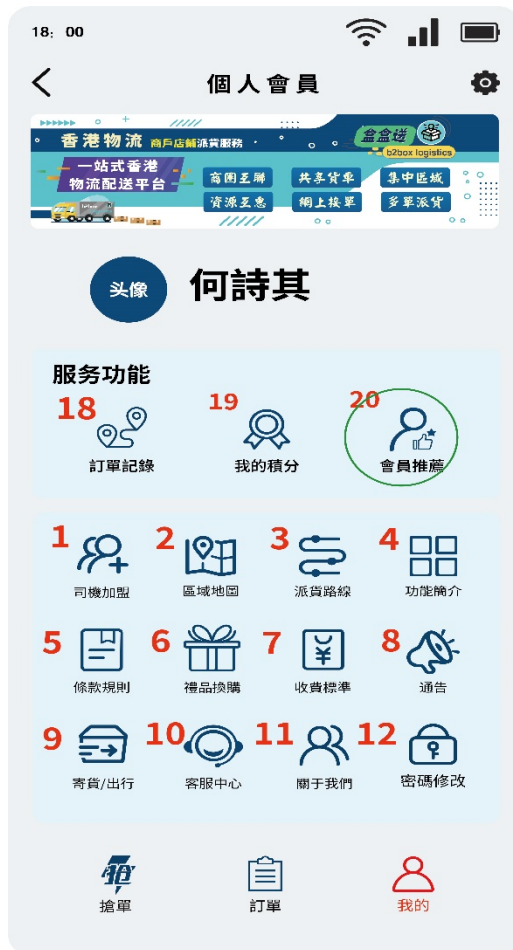 18: 00
個人會員
香港物流 商戶店舖派貨服務
盒盒送
b2box logistics
一站式香港
物流配送平台
商圈互聯 共享貨車 集中區域
資源互惠 網上接單 多單派貨
头像 何詩其
服务功能
18 19 20
訂單記錄 我的積分 會員推薦
1 2 3 4
司機加盟 區域地図 派貨路線 功能簡介
5 6 7 8
條款規則 禮品換購 收費標準 通告
9 10 11 12
寄貨/出行 客服中心 關于我們 密碼修改
搶單 訂單 我的